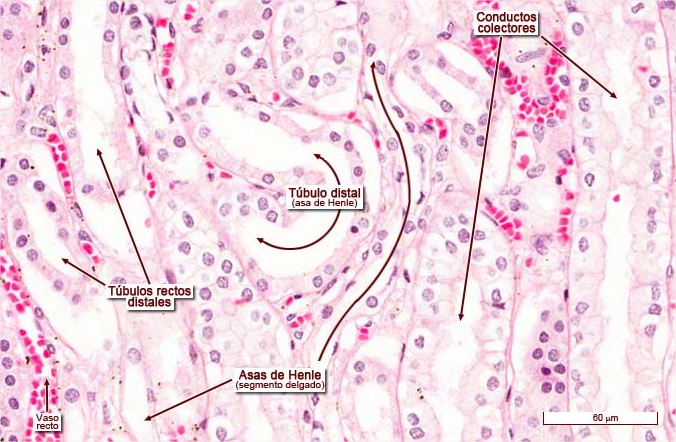 Conductos
colectores
Túbulo distal
(asa de Henle)
Túbulos rectos
distales
Asas de Henle
(segmento delgado)
Vaso
recto
60 µm